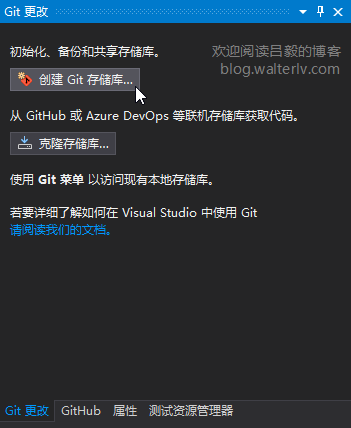 Git 更改
初始化、备份和共享存储库。
欢迎阅读吕毅的博客
blog.walterlv.com
创建 Git 存储库...
从 GitHub 或 Azure DevOps 等联机存储库获取代码。
克隆存储库...
使用 Git 菜单 以访问现有本地存储库。
若要详细了解如何在 Visual Studio 中使用 Git
请阅读我们的文档。
Git 更改 GitHub 属性 测试资源管理器